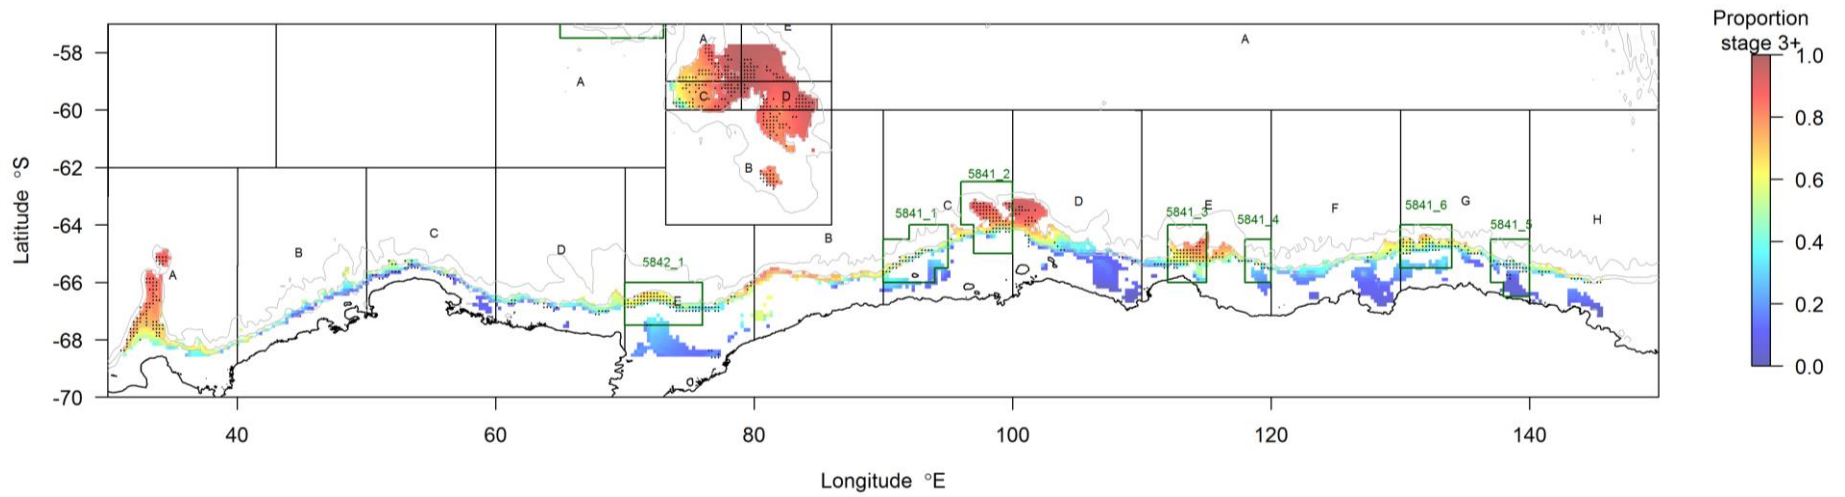 Proportion
stage 3+
1.0
0.8
0.6
0.4
0.2
0.0
-58
-60
-62
-64
-66
-68
-70
Latitude °S
A
A
E
A
C
D
B
A
B
C
D
5842_1
E
B
5841_1
C
5841_2
D
5841_3
E
5841_4
F
5841_6
G
5841_5
H
40
60
80
100
120
140
Longitude °E